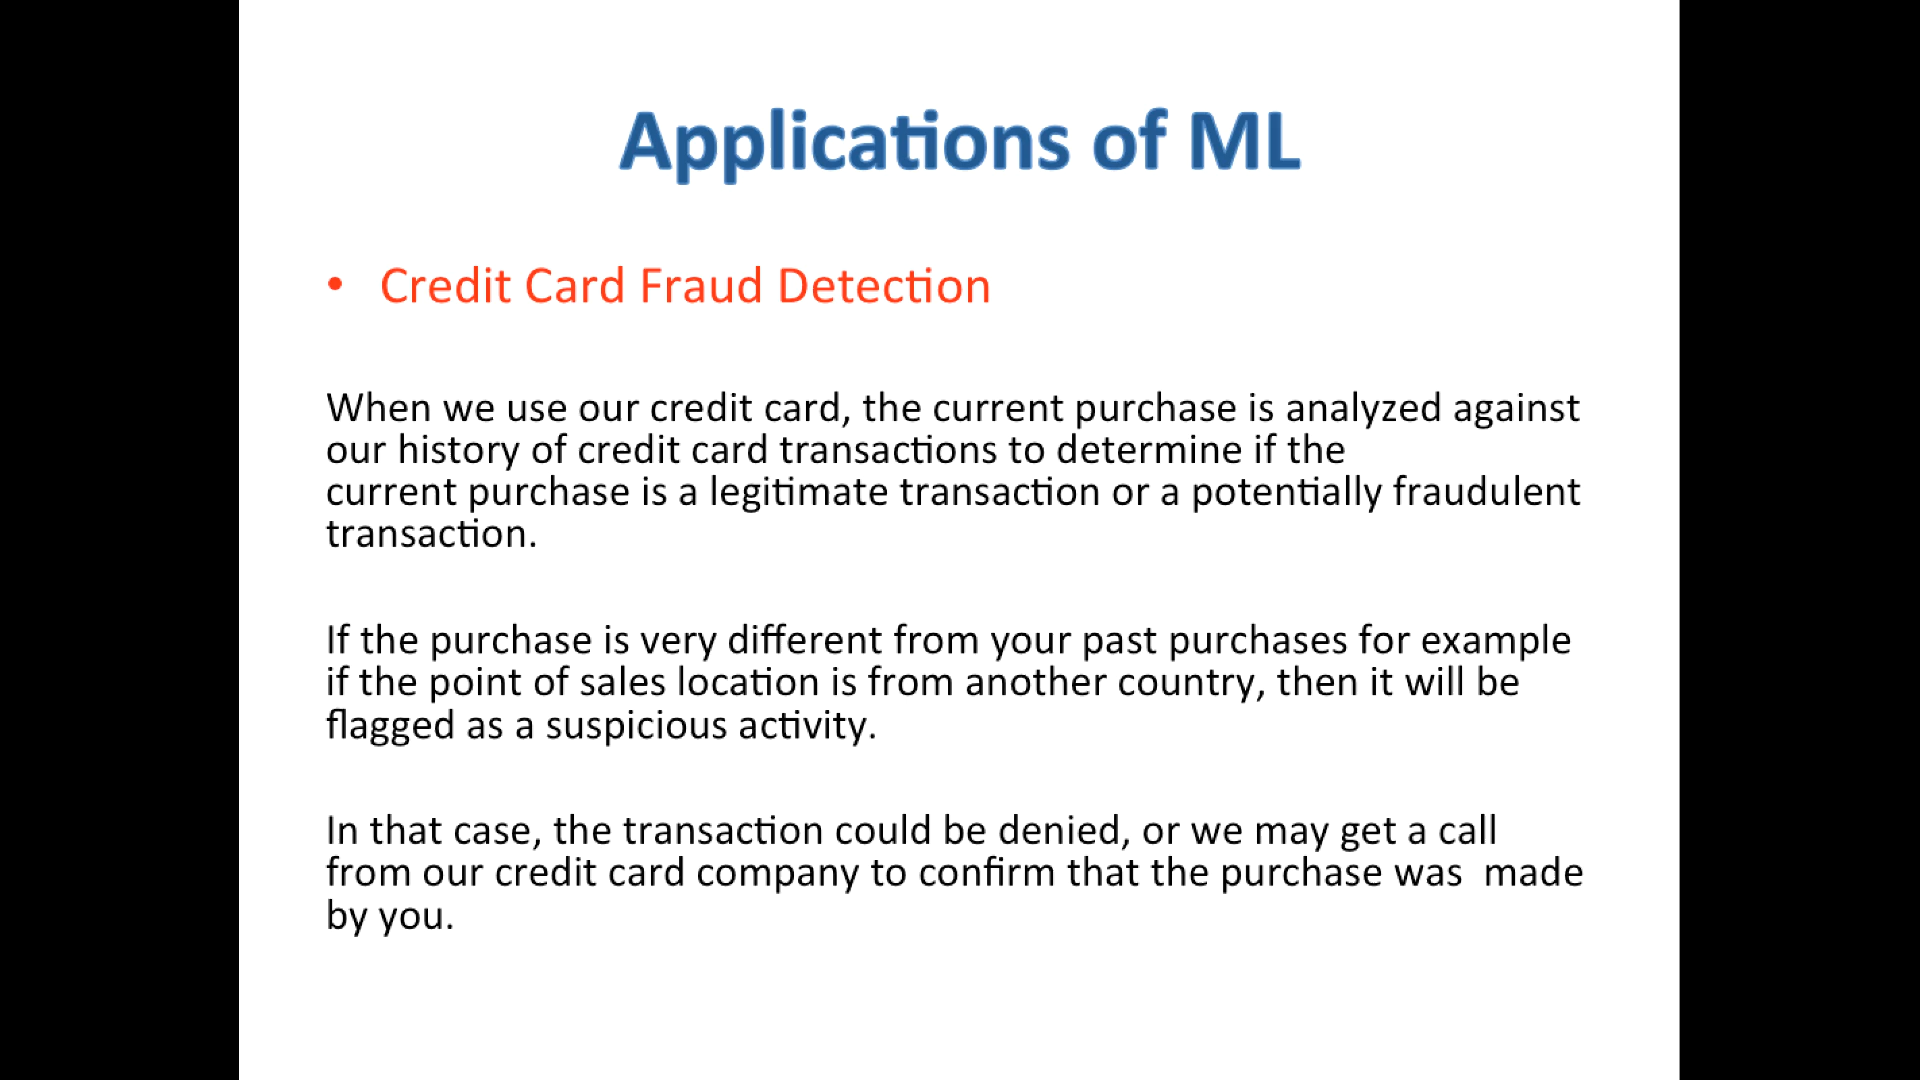 Applications of ML
• Credit Card Fraud Detection
When we use our credit card, the current purchase is analyzed against
our history of credit card transactions to determine if the
current purchase is a legitimate transaction or a potentially fraudulent
transaction.
If the purchase is very different from your past purchases for example
if the point of sales location is from another country, then it will be
flagged as a suspicious activity.
In that case, the transaction could be denied, or we may get a call
from our credit card company to confirm that the purchase was  made
by you.